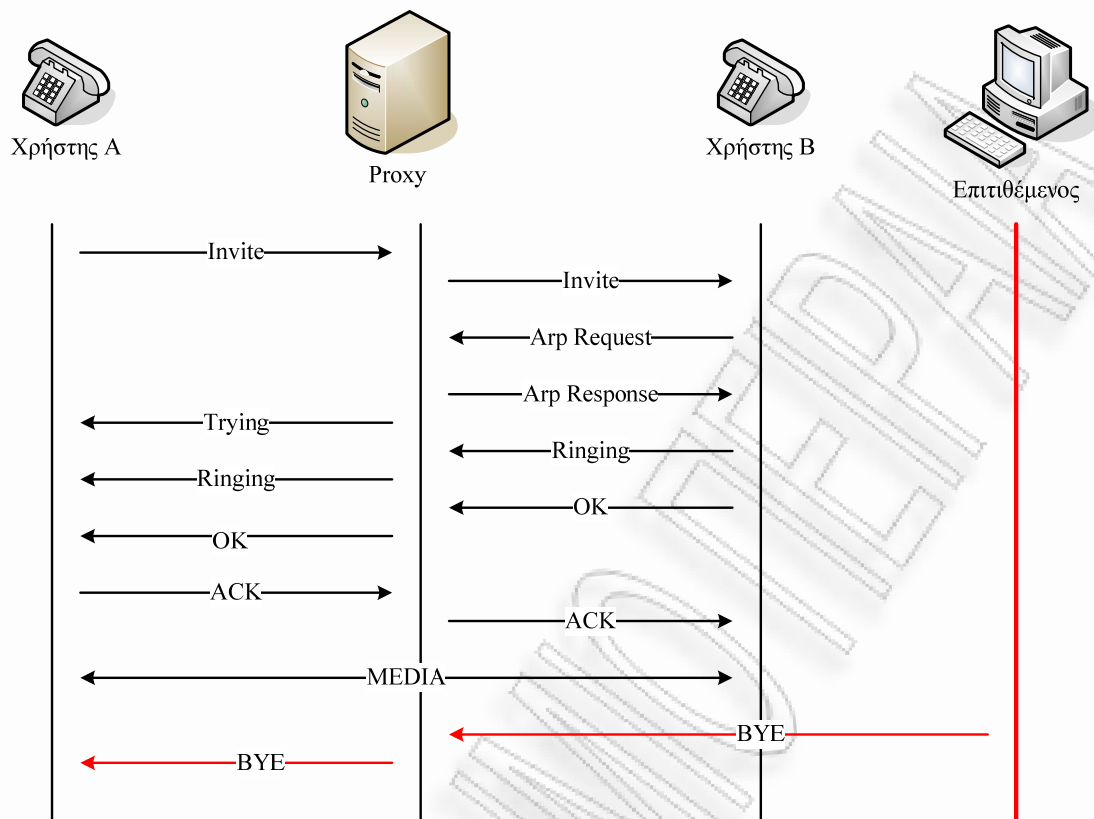 Χρήστης Α
Proxy
Χρήστης Β
Επιτιθέμενος
Invite
Invite
Arp Request
Arp Response
Trying
Ringing
Ringing
OK
OK
ACK
ACK
MEDIA
BYE
BYE